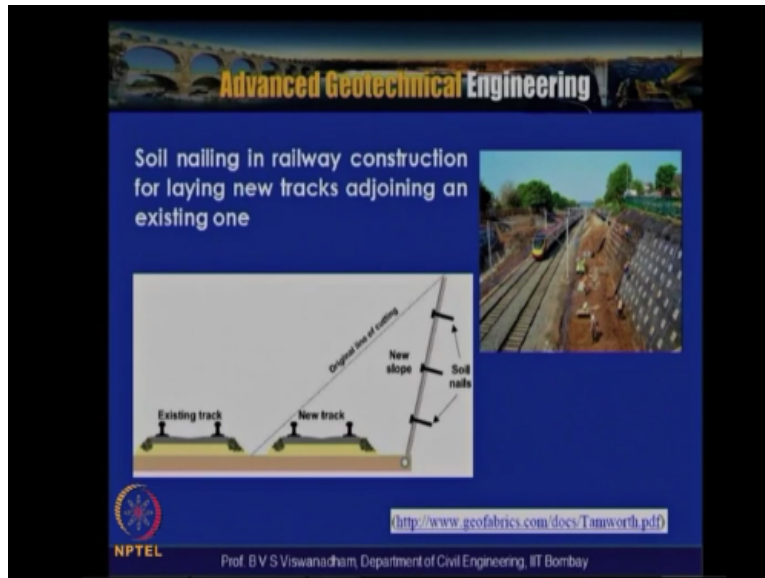 Advanced Geotechnical Engineering
Soil nailing in railway construction
for laying new tracks adjoining an
existing one
Original line of cutting
New
slope
Soil
nails
Existing track
New track
(http://www.geofabrics.com/docs/Tamworth.pdf)
NPTEL
Prof. B V S Viswanadham, Department of Civil Engineering, IIT Bombay